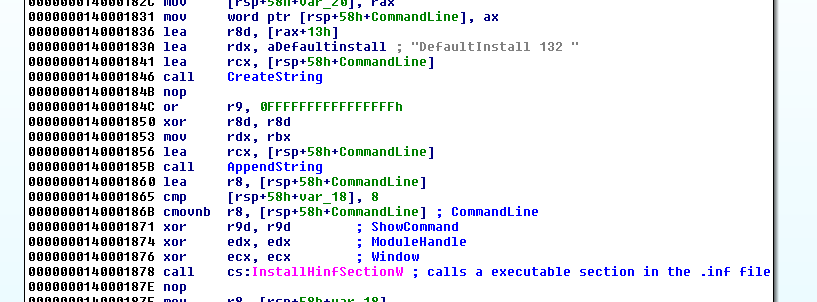 000000014000182C mov     [rsp+58h+var_20], rax
0000000140001831 mov     word ptr [rsp+58h+CommandLine], ax
0000000140001836 lea     r8d, [rax+13h]
000000014000183A lea     rdx, aDefaultinstall ; "DefaultInstall 132 "
0000000140001841 lea     rcx, [rsp+58h+CommandLine]
0000000140001846 call    CreateString
000000014000184B nop
000000014000184C or      r9, 0FFFFFFFFFFFFFFFFh
0000000140001850 xor     r8d, r8d
0000000140001853 mov     rdx, rbx
0000000140001856 lea     rcx, [rsp+58h+CommandLine]
000000014000185B call    AppendString
0000000140001860 lea     r8, [rsp+58h+CommandLine]
0000000140001865 cmp     [rsp+58h+var_18], 8
000000014000186B cmovnb  r8, [rsp+58h+CommandLine] ; CommandLine
0000000140001871 xor     r9d, r9d        ; ShowCommand
0000000140001874 xor     edx, edx        ; ModuleHandle
0000000140001876 xor     ecx, ecx        ; Window
0000000140001878 call    cs:InstallHinfSectionW ; calls a executable section in the .inf file
000000014000187E nop
000000014000187F mov     r8, [rsp+58h+var_18]